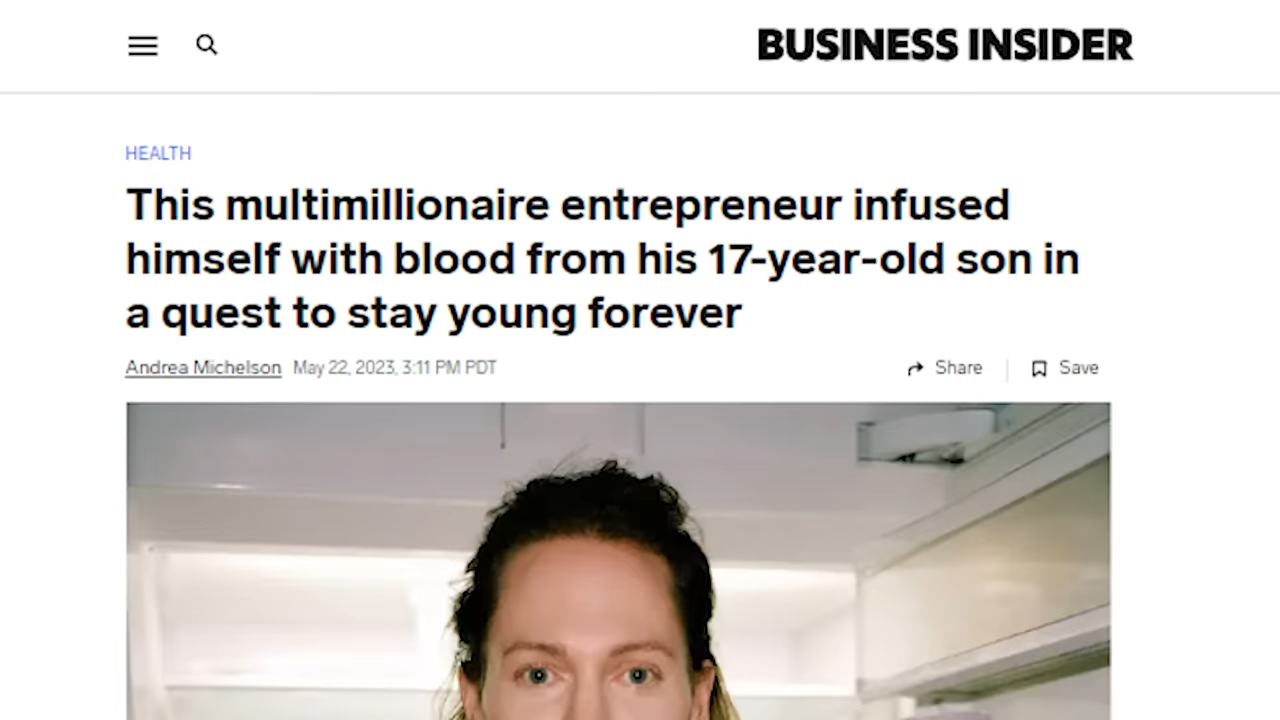 BUSINESS INSIDER
HEALTH
This multimillionaire entrepreneur infused
himself with blood from his 17-year-old son in
a quest to stay young forever
Andrea Michelson May 22, 2023, 3:11 PM PDT Share Save